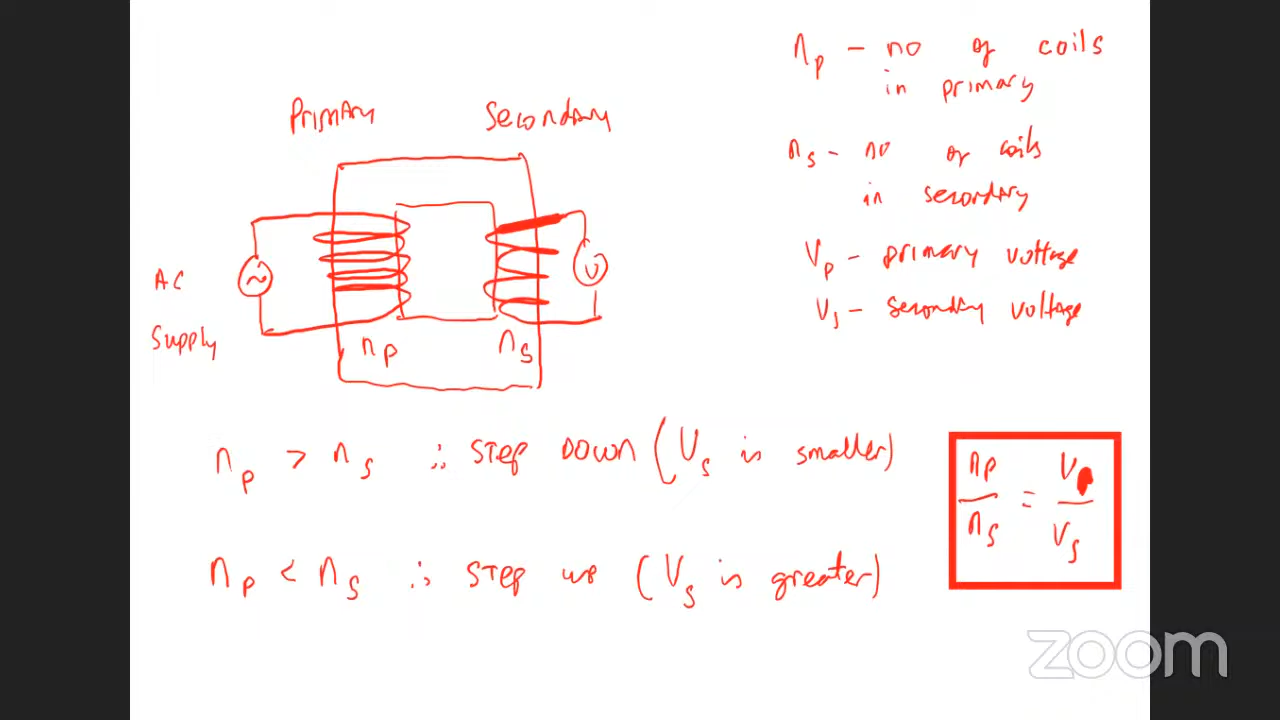 Primary
Secondary
AC
Supply
~
V
np
ns
np – no of coils
in primary
ns – no of coils
in secondary
Vp – primary voltage
Vs – secondary voltage
np > ns ∴ STEP DOWN (Vs is smaller)
np < ns ∴ STEP UP (Vs is greater)
np/ns = Vp/Vs
zoom